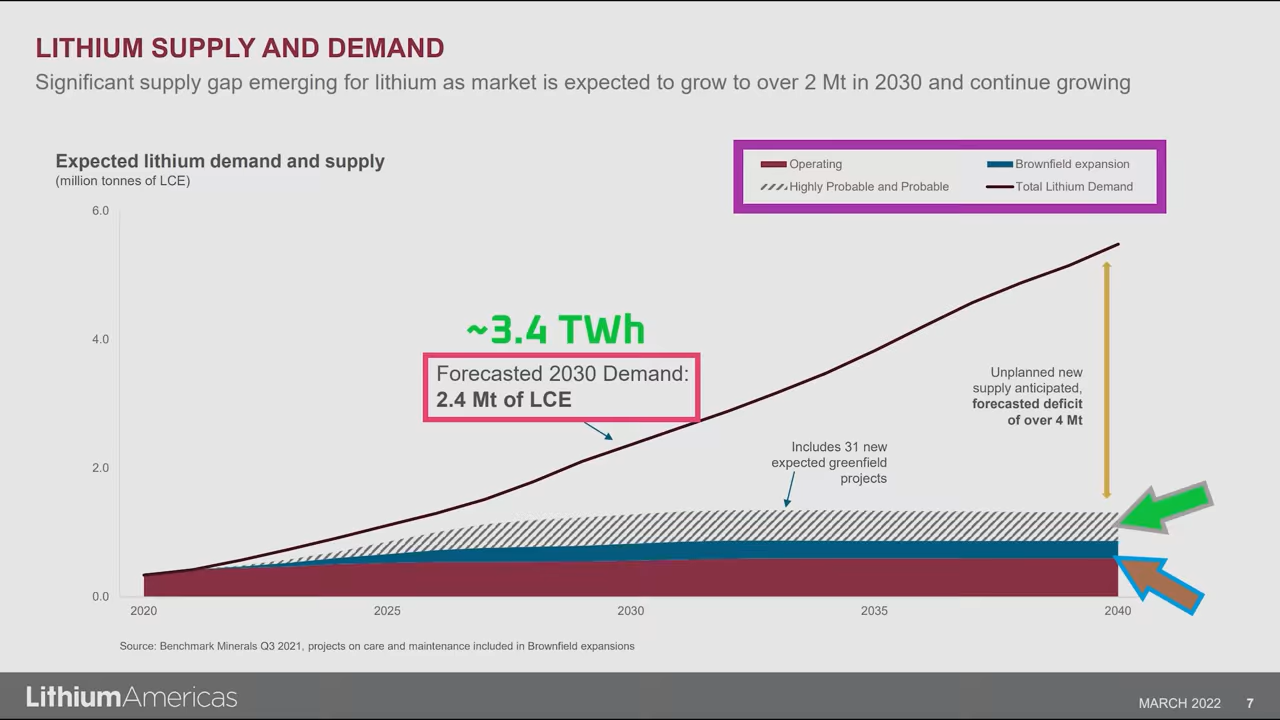 LITHIUM SUPPLY AND DEMAND
Significant supply gap emerging for lithium as market is expected to grow to over 2 Mt in 2030 and continue growing
Expected lithium demand and supply
(million tonnes of LCE)
Operating
Brownfield expansion
Highly Probable and Probable
Total Lithium Demand
6.0
4.0
2.0
0.0
~3.4 TWh
Forecasted 2030 Demand:
2.4 Mt of LCE
Unplanned new
supply anticipated,
forecasted deficit
of over 4 Mt
Includes 31 new
expected greenfield
projects
2020
2025
2030
2035
2040
Source: Benchmark Minerals Q3 2021, projects on care and maintenance included in Brownfield expansions
LithiumAmericas
MARCH 2022
7